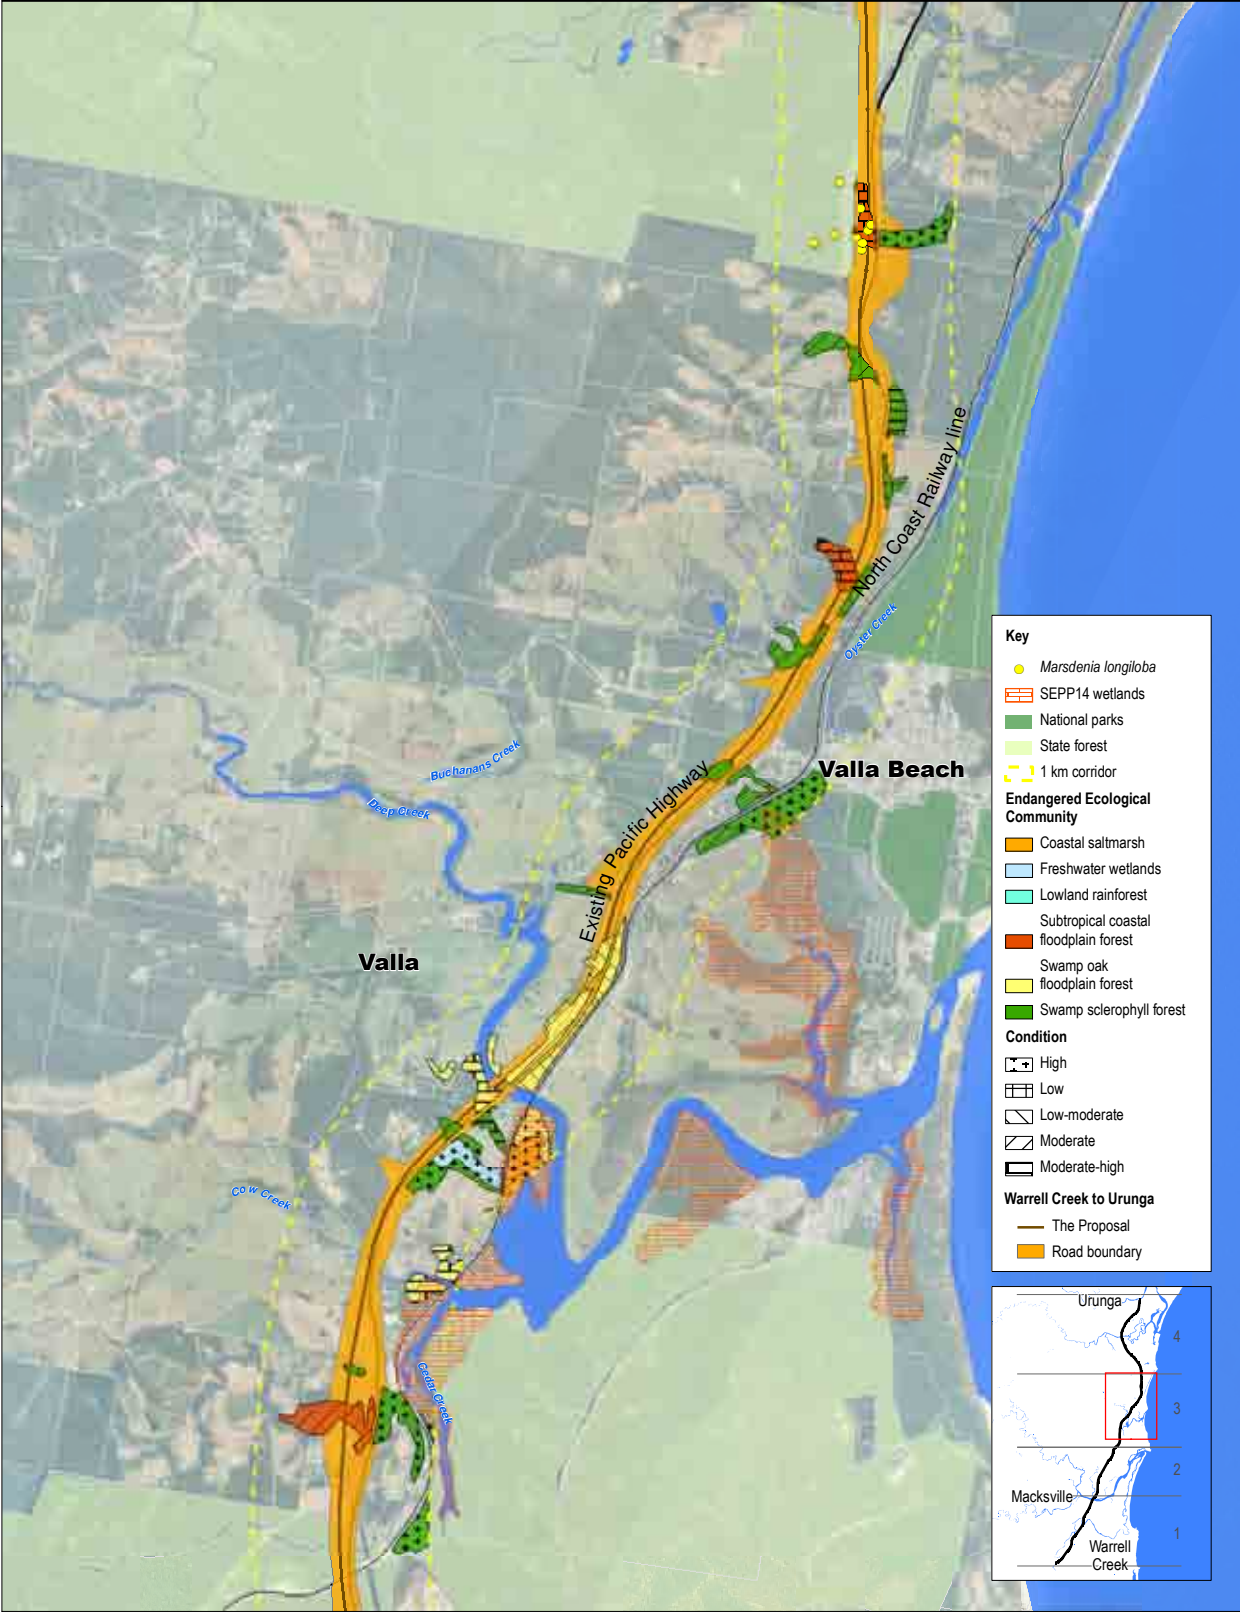 North Coast Railway line
Oyster Creek
Buchanans Creek
Deep Creek
Valla Beach
Existing Pacific Highway
Valla
Cow Creek
Cedar Creek
Key
Marsdenia longiloba
SEPP14 wetlands
National parks
State forest
1 km corridor
Endangered Ecological
Community
Coastal saltmarsh
Freshwater wetlands
Lowland rainforest
Subtropical coastal
floodplain forest
Swamp oak
floodplain forest
Swamp sclerophyll forest
Condition
High
Low
Low-moderate
Moderate
Moderate-high
Warrell Creek to Urunga
The Proposal
Road boundary
Urunga
4
3
2
Macksville
1
Warrell
Creek